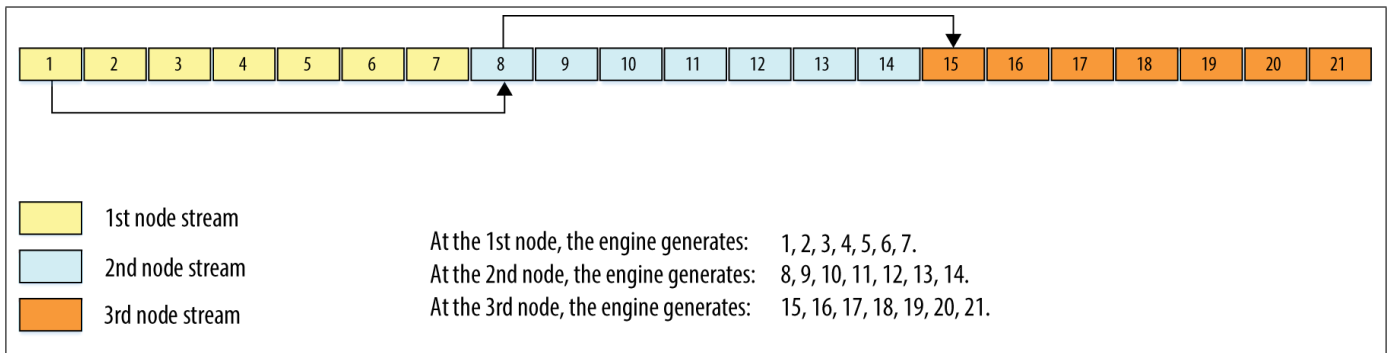 1 2 3 4 5 6 7 8 9 10 11 12 13 14 15 16 17 18 19 20 21
1st node stream
2nd node stream
3rd node stream
At the 1st node, the engine generates: 1, 2, 3, 4, 5, 6, 7.
At the 2nd node, the engine generates: 8, 9, 10, 11, 12, 13, 14.
At the 3rd node, the engine generates: 15, 16, 17, 18, 19, 20, 21.